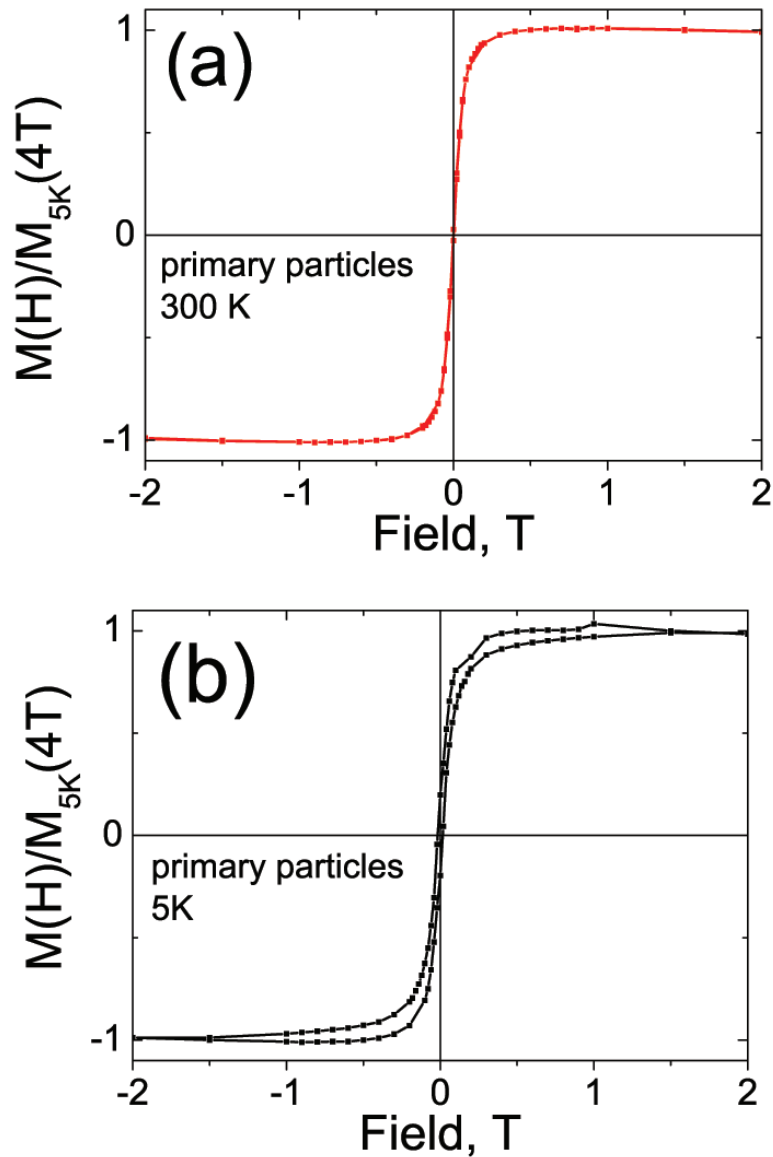 (a)
M(H)/M5K(4T)
1
0
-1
primary particles
300 K
-2
-1
0
1
2
Field, T
(b)
M(H)/M5K(4T)
1
0
-1
primary particles
5K
-2
-1
0
1
2
Field, T